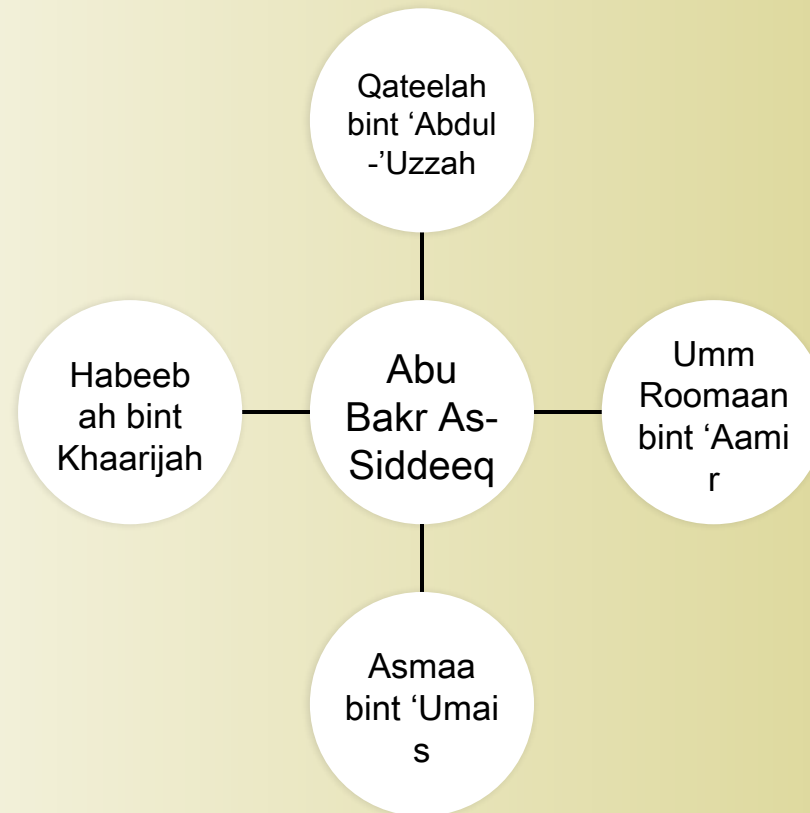 Qateelah
bint ‘Abdul
-’Uzzah
Habeeb
ah bint
Khaarijah
Abu
Bakr As-
Siddeeq
Umm
Roomaan
bint ‘Aami
r
Asmaa
bint ‘Umai
s